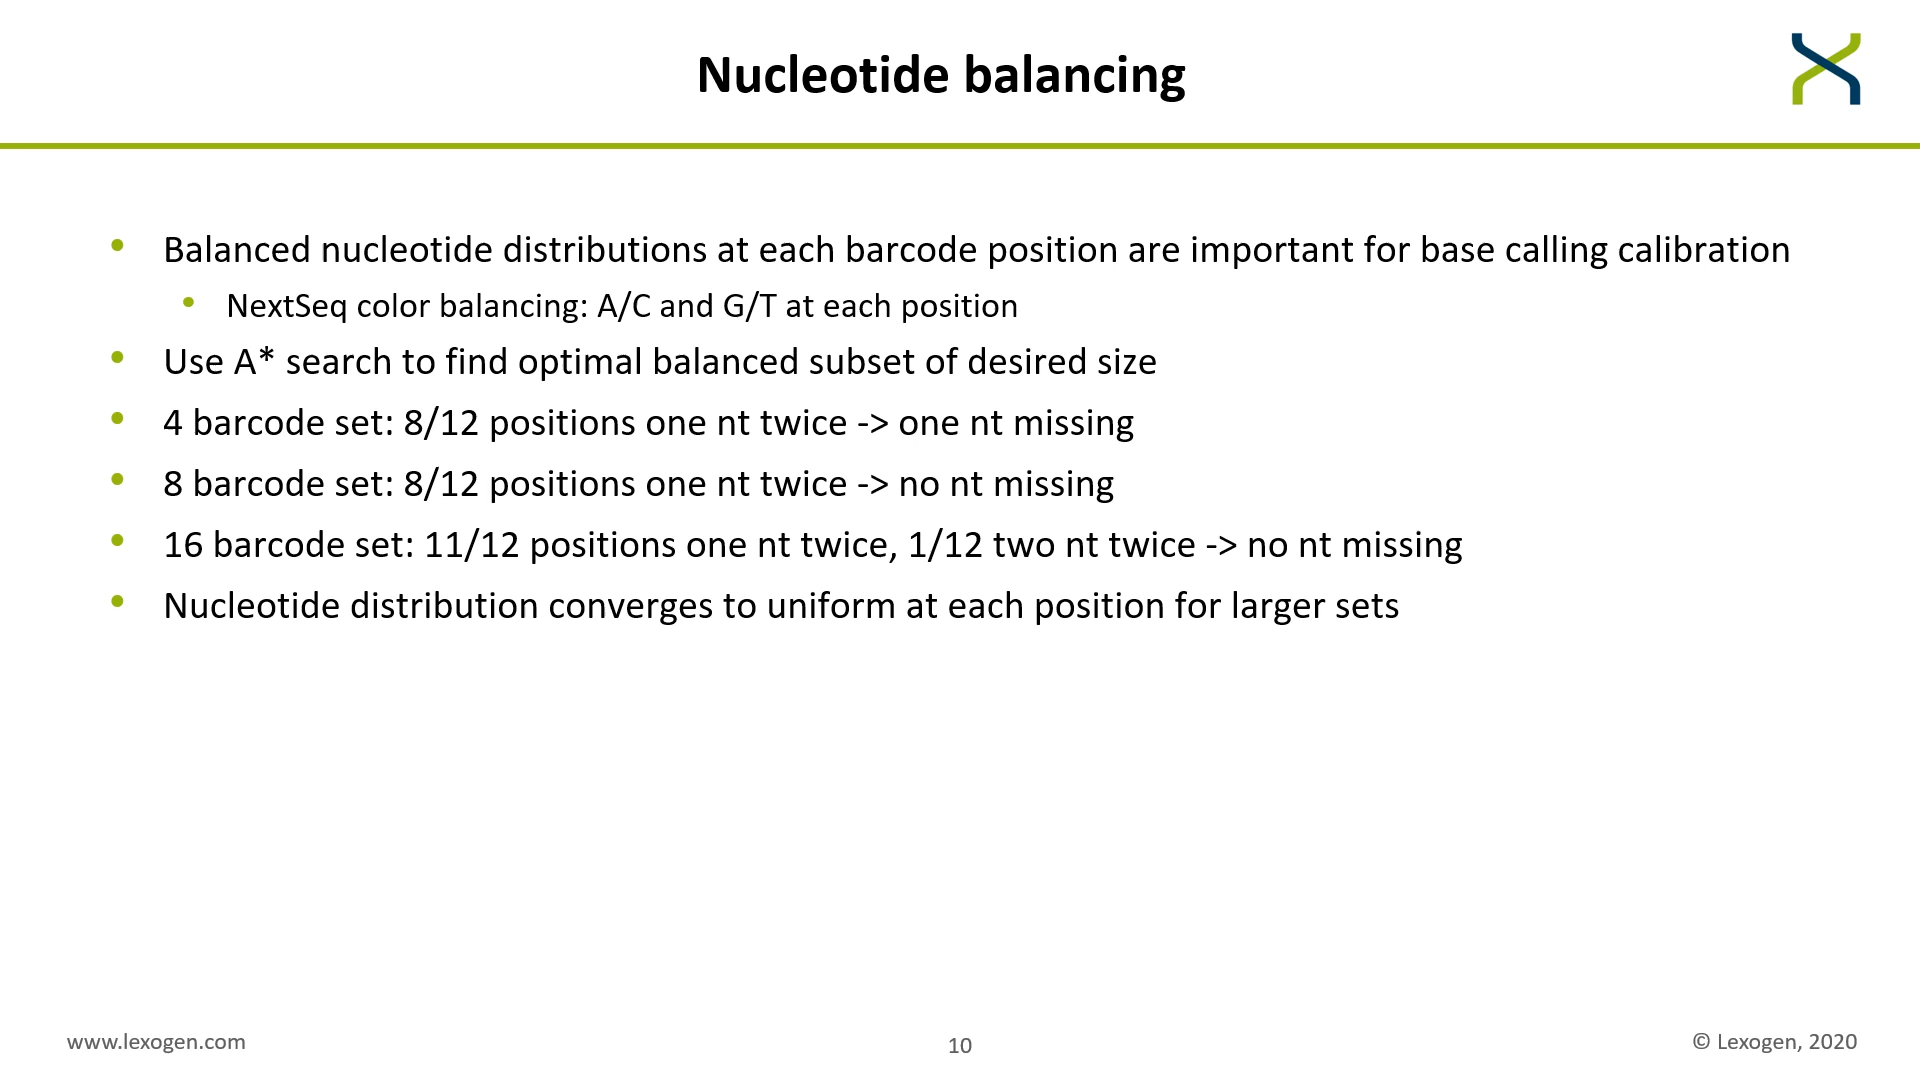 Nucleotide balancing
• Balanced nucleotide distributions at each barcode position are important for base calling calibration
• NextSeq color balancing: A/C and G/T at each position
• Use A* search to find optimal balanced subset of desired size
• 4 barcode set: 8/12 positions one nt twice -> one nt missing
• 8 barcode set: 8/12 positions one nt twice -> no nt missing
• 16 barcode set: 11/12 positions one nt twice, 1/12 two nt twice -> no nt missing
• Nucleotide distribution converges to uniform at each position for larger sets
www.lexogen.com
10
© Lexogen, 2020